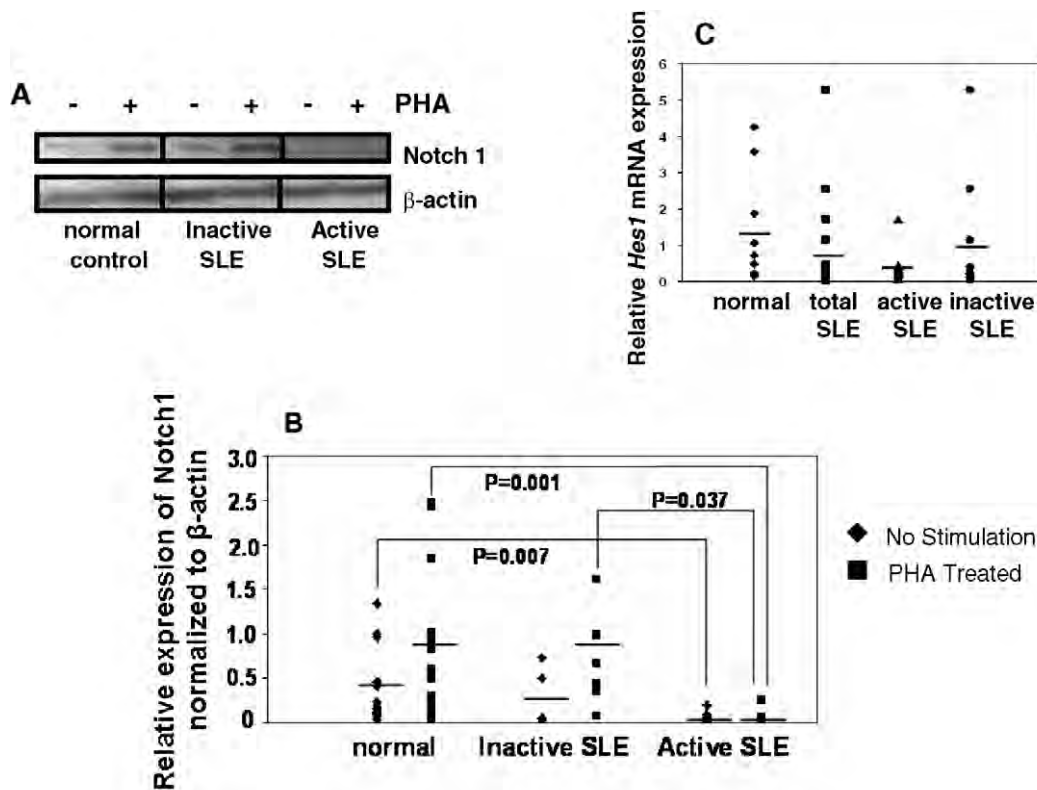 A
- + - + - + PHA
Notch 1
β-actin
normal control
Inactive SLE
Active SLE
C
Relative Hes1 mRNA expression
6
5
4
3
2
1
0
normal
total SLE
active SLE
inactive SLE
B
Relative expression of Notch1
normalized to β-actin
3.0
2.5
2.0
1.5
1.0
0.5
0
P=0.001
P=0.037
P=0.007
normal
Inactive SLE
Active SLE
No Stimulation
PHA Treated